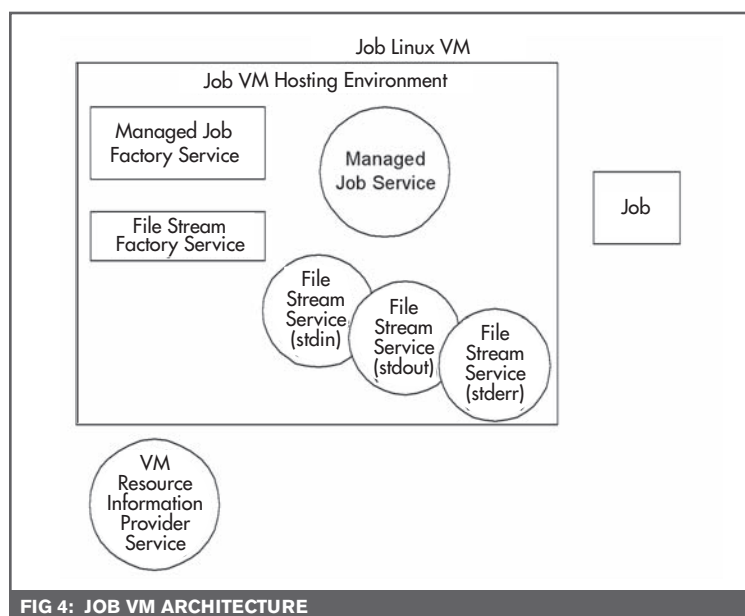 Job Linux VM
Job VM Hosting Environment
Managed Job
Factory Service
Managed
Job Service
Job
File Stream
Factory Service
File
Stream
Service
(stdin)
File
Stream
Service
(stdout)
File
Stream
Service
(stderr)
VM
Resource
Information
Provider
Service
FIG 4: JOB VM ARCHITECTURE